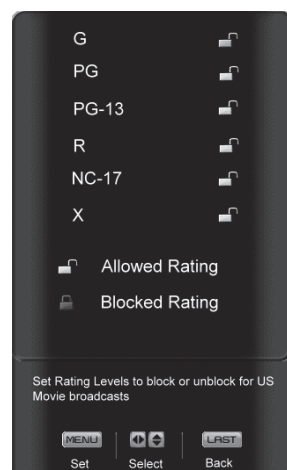 G
PG
PG-13
R
NC-17
X
Allowed Rating
Blocked Rating
Set Rating Levels to block or unblock for US
Movie broadcasts
MENU LAST
Set Select Back